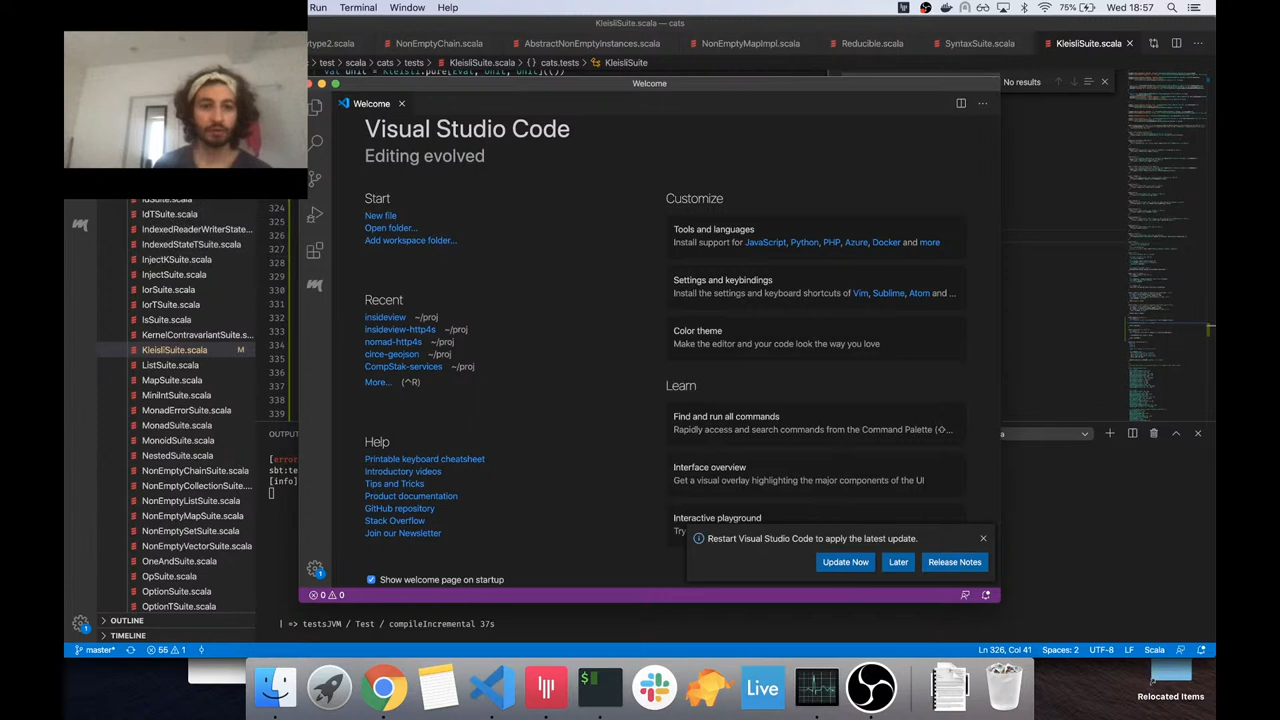 Run Terminal Window Help
75% Wed 18:57
KleisliSuite.scala — cats
type2.scala NonEmptyChain.scala AbstractNonEmptyInstances.scala NonEmptyMapImpl.scala Reducible.scala SyntaxSuite.scala KleisliSuite.scala
test > scala > cats > tests > KleisliSuite.scala > {} cats.tests > KleisliSuite
No results
Welcome
Welcome
Visual Studio Code
Editing evolved
Start
New file
Open folder...
Add workspace folder...
Recent
insideview ~/proj
insideview-http4s ~/proj
nomad-http4s ~/proj
circe-geojson ~/proj
CompStak-services ~/proj
More... (^R)
Help
Printable keyboard cheatsheet
Introductory videos
Tips and Tricks
Product documentation
GitHub repository
Stack Overflow
Join our Newsletter
Show welcome page on startup
Customize
Tools and languages
Install support for JavaScript, Python, PHP, Azure, Docker and more
Settings and keybindings
Install the settings and keyboard shortcuts of Vim, Sublime, Atom and ...
Color theme
Make the editor and your code look the way you love
Learn
Find and run all commands
Rapidly access and search commands from the Command Palette (⇧...
Interface overview
Get a visual overlay highlighting the major components of the UI
Interactive playground
Try
Restart Visual Studio Code to apply the latest update.
Update Now Later Release Notes
0 0
1
IdSuite.scala
IdTSuite.scala
IndexedReaderWriterState...
IndexedStateTSuite.scala
InjectKSuite.scala
InjectSuite.scala
IorSuite.scala
IorTSuite.scala
IsSuite.scala
KernelContravariantSuite.s...
KleisliSuite.scala M
ListSuite.scala
MapSuite.scala
MiniIntSuite.scala
MonadErrorSuite.scala
MonadSuite.scala
MonoidSuite.scala
NestedSuite.scala
NonEmptyChainSuite.scala
NonEmptyCollectionSuite....
NonEmptyListSuite.scala
NonEmptyMapSuite.scala
NonEmptySetSuite.scala
NonEmptyVectorSuite.scala
OneAndSuite.scala
OpSuite.scala
OptionSuite.scala
OptionTSuite.scala
OUTLINE
TIMELINE
324
325
326
327
328
329
330
331
332
333
334
335
336
337
338
339
OUTPUT
[error
sbt:te
[info]
| => testsJVM / Test / compileIncremental 37s
1
master* 55 1
Ln 326, Col 41 Spaces: 2 UTF-8 LF Scala
$
Live
Relocated Items